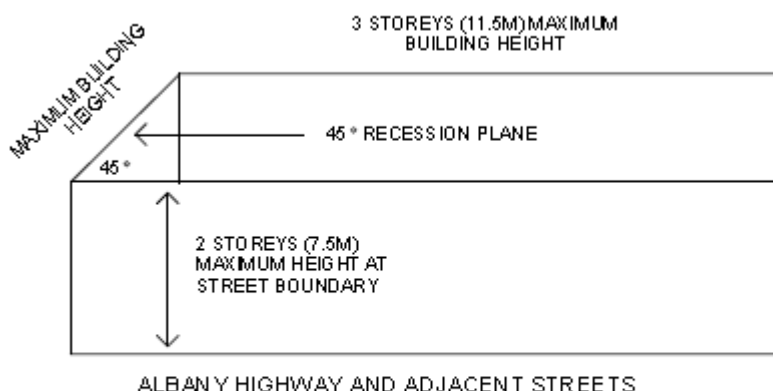 3 STOREYS (11.5M) MAXIMUM
BUILDING HEIGHT
MAXIMUM BUILDING
HEIGHT
45° RECESSION PLANE
45°
2 STOREYS (7.5M)
MAXIMUM HEIGHT AT
STREET BOUNDARY
ALBANY HIGHWAY AND ADJACENT STREETS